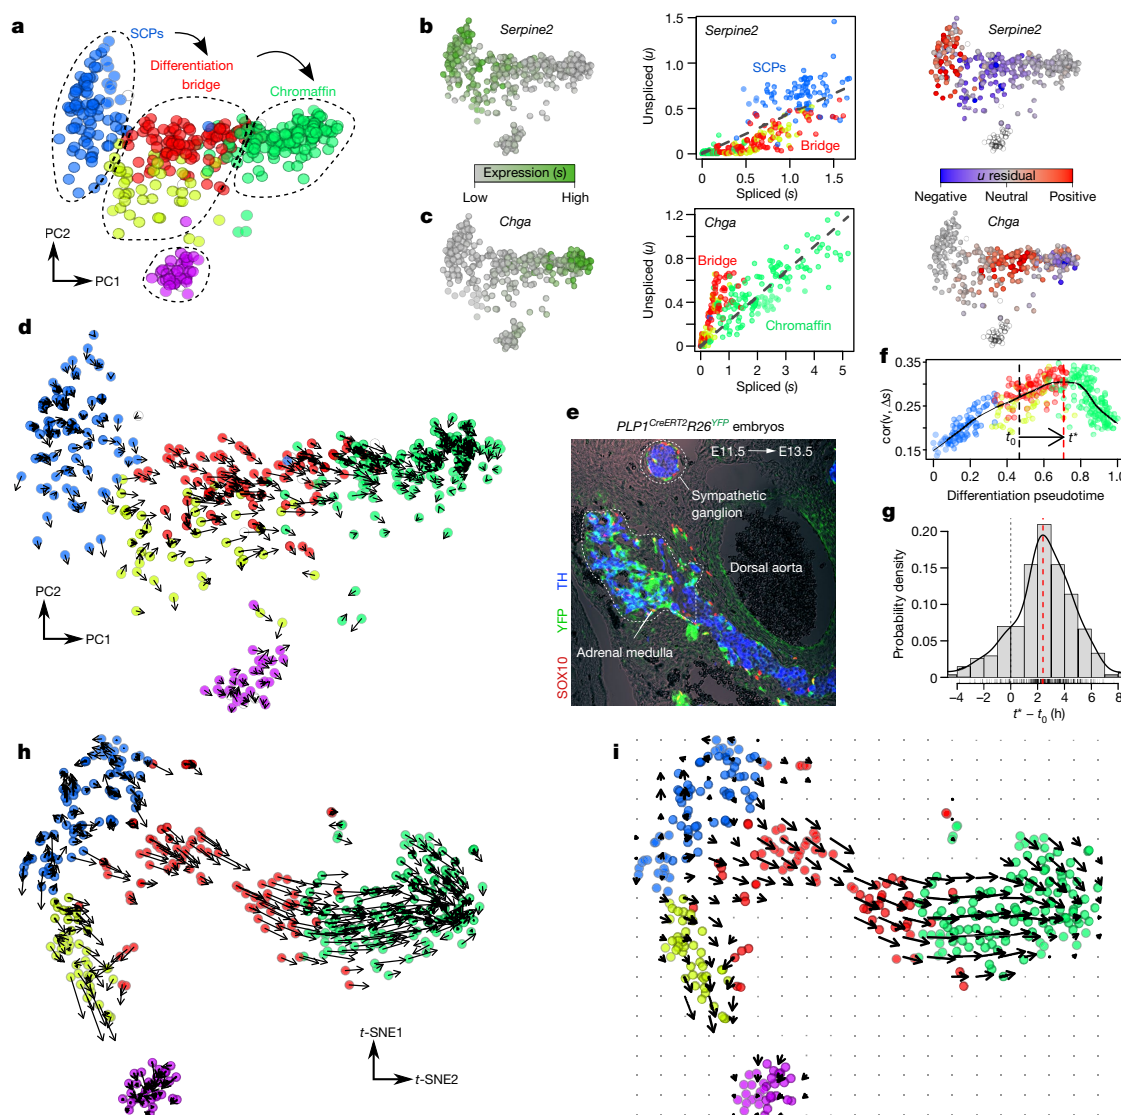 a
SCPs
Differentiation
bridge
Chromaffin
PC2
PC1
b
Serpine2
Expression (s)
Low
High
Serpine2
SCPs
Bridge
Unspliced (u)
1.5
1.0
0.5
0
0
0.5
1.0
1.5
Spliced (s)
Serpine2
u residual
Negative
Neutral
Positive
c
Chga
Chga
Bridge
Chromaffin
Unspliced (u)
1.2
0.8
0.4
0
0
1
2
3
4
5
Spliced (s)
Chga
d
PC2
PC1
e
PLP1CreERT2R26YFP embryos
E11.5
E13.5
Sympathetic
ganglion
Dorsal aorta
Adrenal medulla
SOX10 YFP TH
f
cor(v, Δs)
0.35
0.25
0.15
t0
t*
0
0.2
0.4
0.6
0.8
1.0
Differentiation pseudotime
g
Probability density
0.20
0.15
0.10
0.05
0
−4
−2
0
2
4
6
8
t* − t0 (h)
h
t-SNE1
t-SNE2
i